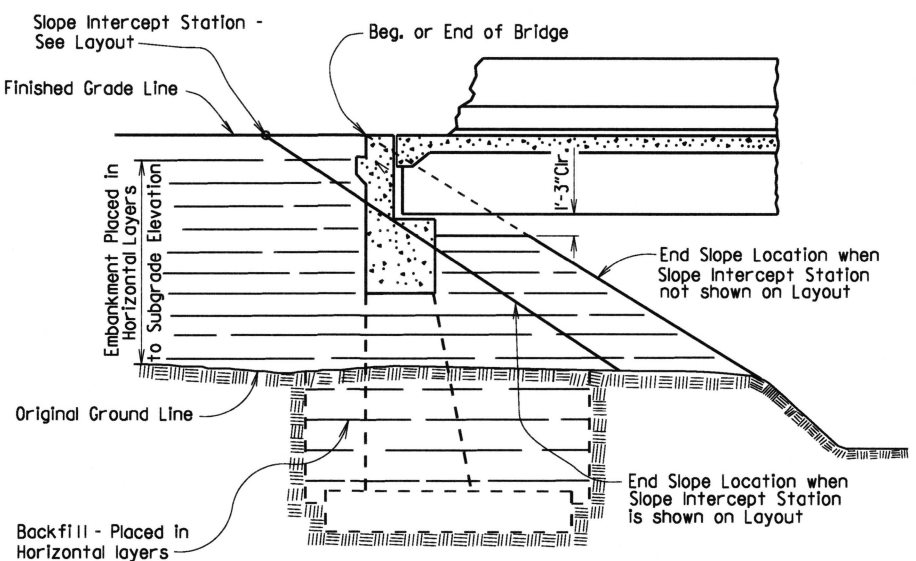 Slope Intercept Station -
See Layout
Beg. or End of Bridge
Finished Grade Line
1'-3"Clr.
Embankment Placed in
Horizontal Layers
to Subgrade Elevation
End Slope Location when
Slope Intercept Station
not shown on Layout
Original Ground Line
End Slope Location when
Slope Intercept Station
is shown on Layout
Backfill - Placed in
Horizontal layers